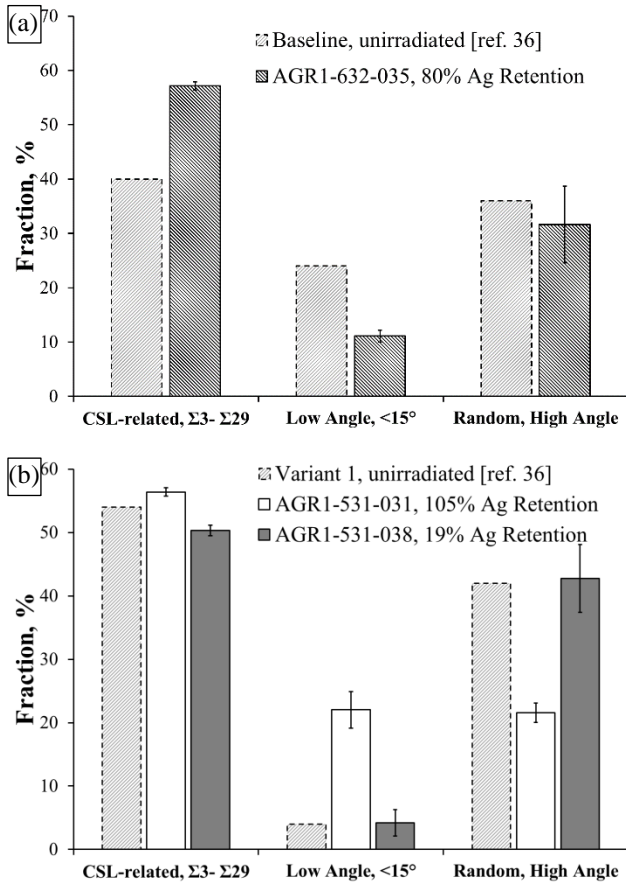 (a)
70
60
50
40
30
20
10
0
Fraction, %
Baseline, unirradiated [ref. 36]
AGR1-632-035, 80% Ag Retention
CSL-related, Σ3- Σ29
Low Angle, <15°
Random, High Angle
(b)
60
50
40
30
20
10
0
Fraction, %
Variant 1, unirradiated [ref. 36]
AGR1-531-031, 105% Ag Retention
AGR1-531-038, 19% Ag Retention
CSL-related, Σ3- Σ29
Low Angle, <15°
Random, High Angle